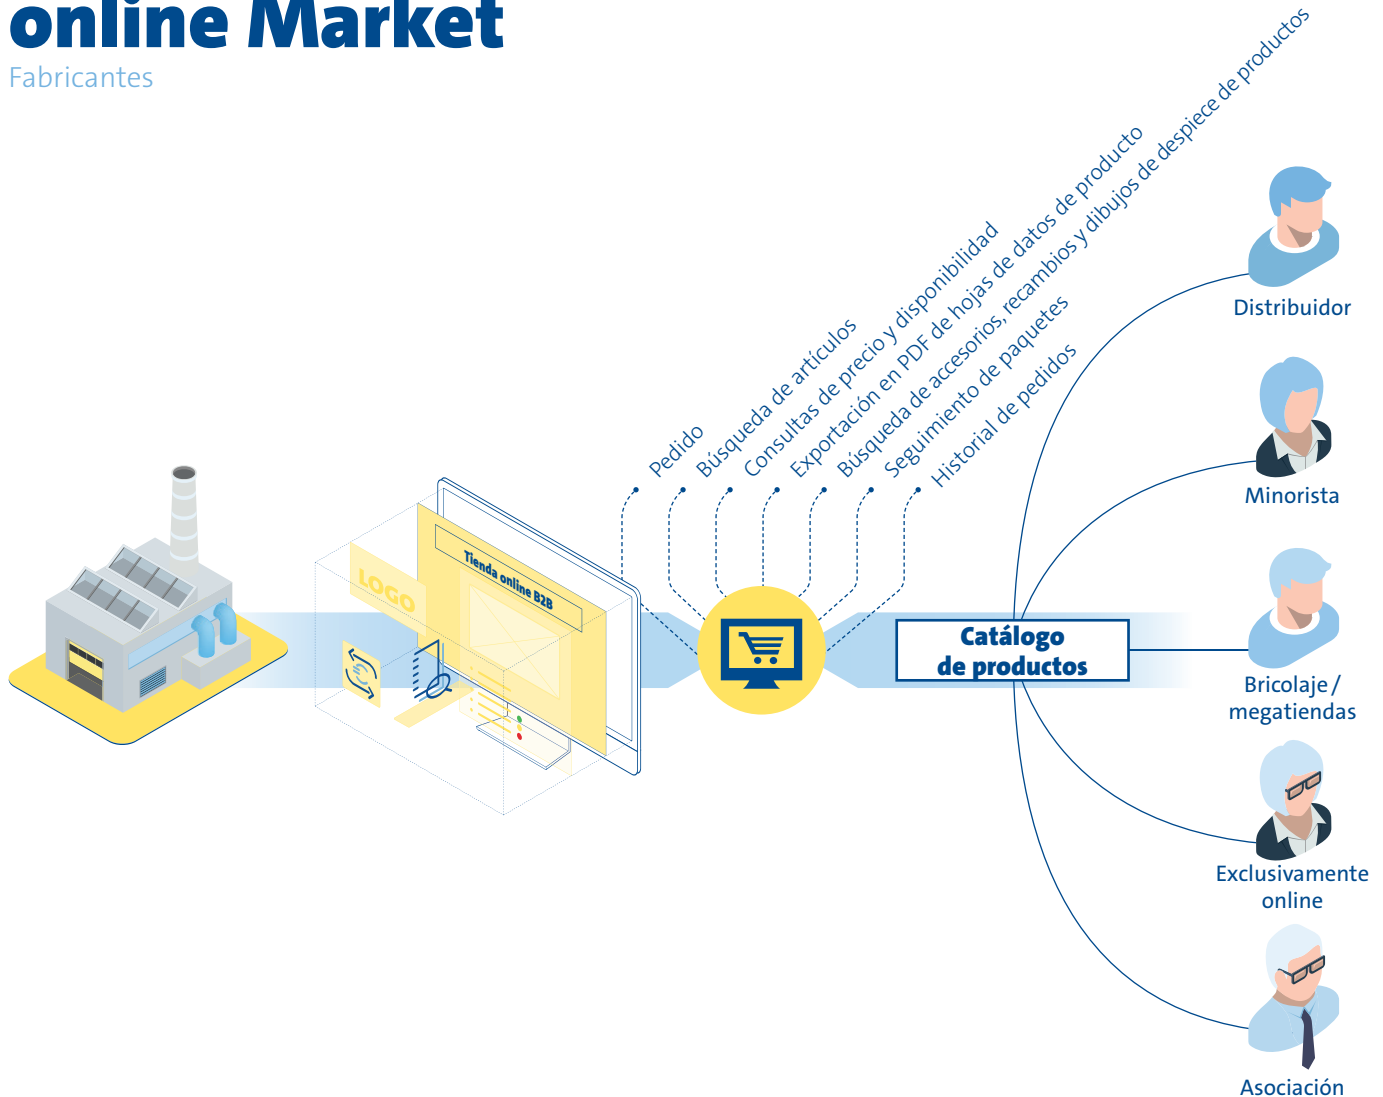 online Market
Fabricantes
LOGO
Tienda online B2B
Pedido
Búsqueda de artículos
Consultas de precio y disponibilidad
Exportación en PDF de hojas de datos de producto
Búsqueda de accesorios, recambios y dibujos de despiece de productos
Seguimiento de paquetes
Historial de pedidos
Catálogo
de productos
Distribuidor
Minorista
Bricolaje /
megatiendas
Exclusivamente
online
Asociación